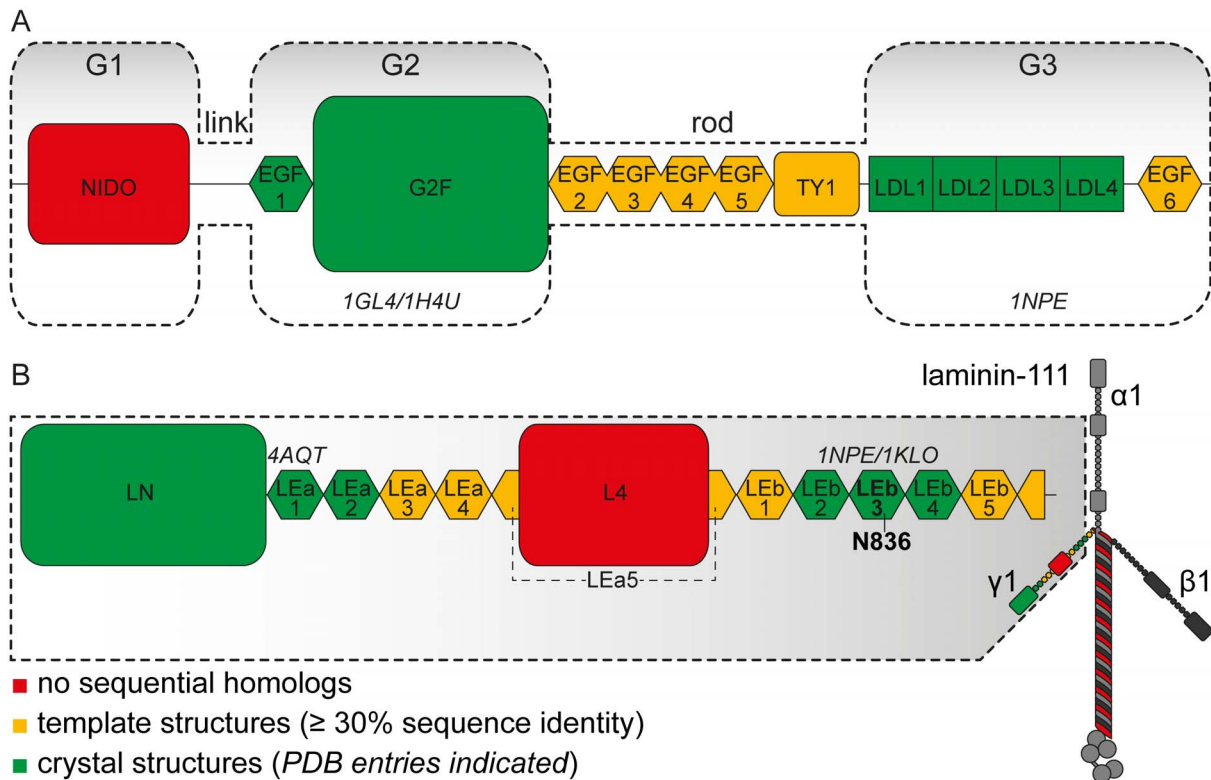 A
G1
G2
G3
link
rod
NIDO
EGF
1
G2F
EGF
2
EGF
3
EGF
4
EGF
5
TY1
LDL1
LDL2
LDL3
LDL4
EGF
6
1GL4/1H4U
1NPE
B
laminin-111
α1
4AQT
1NPE/1KLO
LN
LEa
1
LEa
2
LEa
3
LEa
4
L4
LEb
1
LEb
2
LEb
3
LEb
4
LEb
5
N836
LEa5
γ1
β1
no sequential homologs
template structures (≥ 30% sequence identity)
crystal structures (PDB entries indicated)